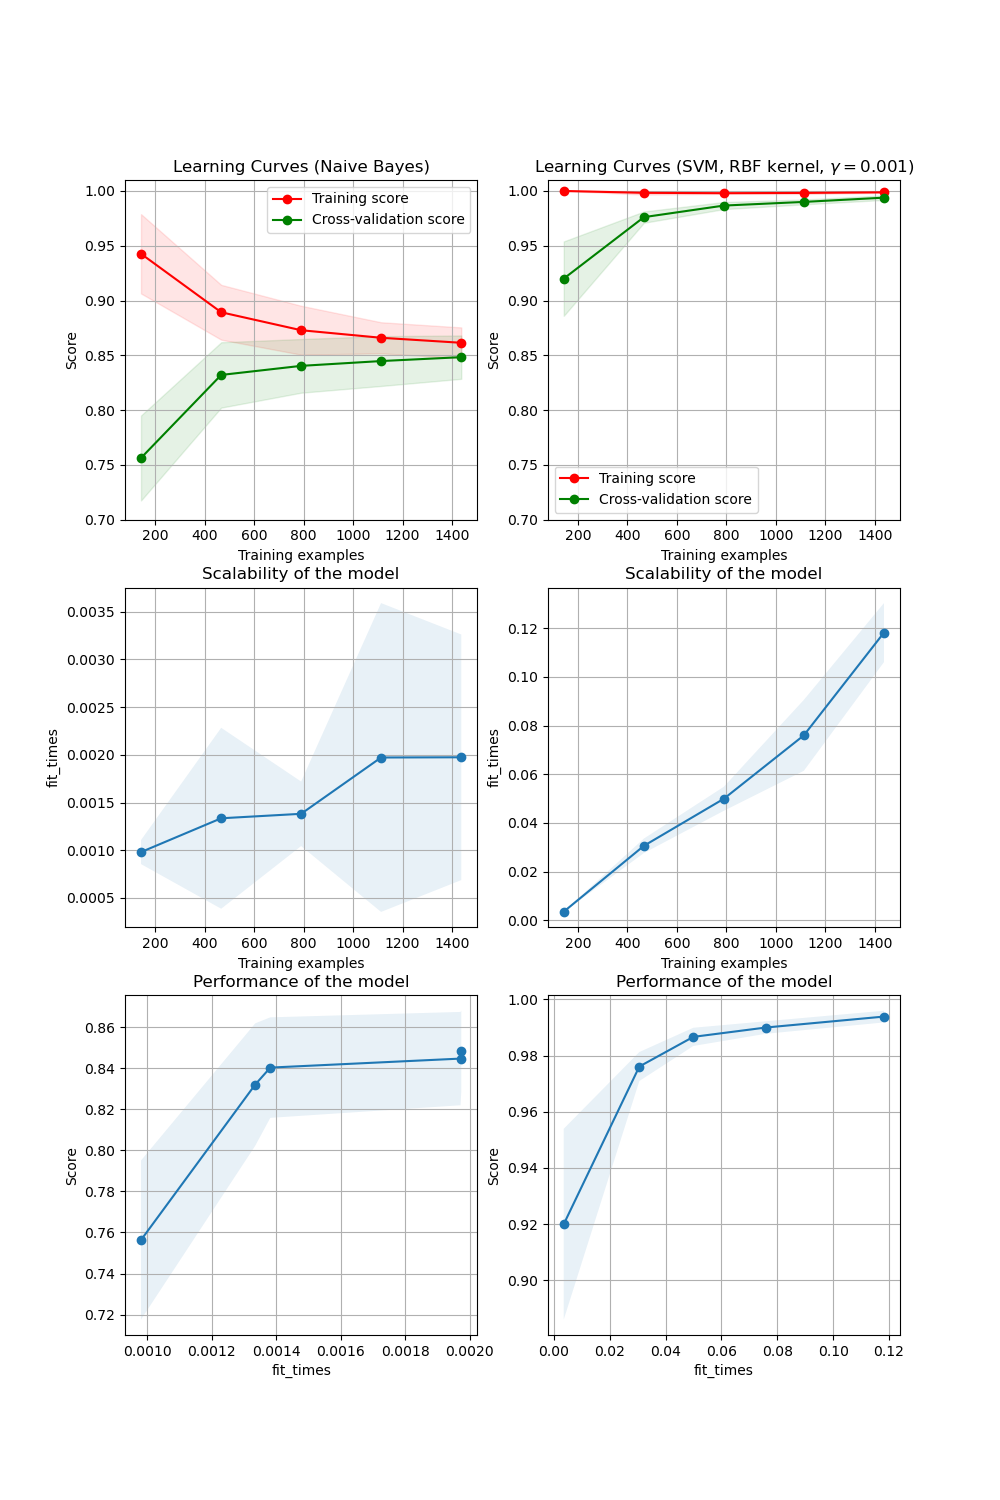 Learning Curves (Naive Bayes)
1.00
0.95
0.90
0.85
0.80
0.75
0.70
Score
Training score
Cross-validation score
200 400 600 800 1000 1200 1400
Training examples
Learning Curves (SVM, RBF kernel, γ = 0.001)
1.00
0.95
0.90
0.85
0.80
0.75
0.70
Score
Training score
Cross-validation score
200 400 600 800 1000 1200 1400
Training examples
Scalability of the model
0.0035
0.0030
0.0025
0.0020
0.0015
0.0010
0.0005
fit_times
200 400 600 800 1000 1200 1400
Training examples
Scalability of the model
0.12
0.10
0.08
0.06
0.04
0.02
0.00
fit_times
200 400 600 800 1000 1200 1400
Training examples
Performance of the model
0.86
0.84
0.82
0.80
0.78
0.76
0.74
0.72
Score
0.0010 0.0012 0.0014 0.0016 0.0018 0.0020
fit_times
Performance of the model
1.00
0.98
0.96
0.94
0.92
0.90
Score
0.00 0.02 0.04 0.06 0.08 0.10 0.12
fit_times